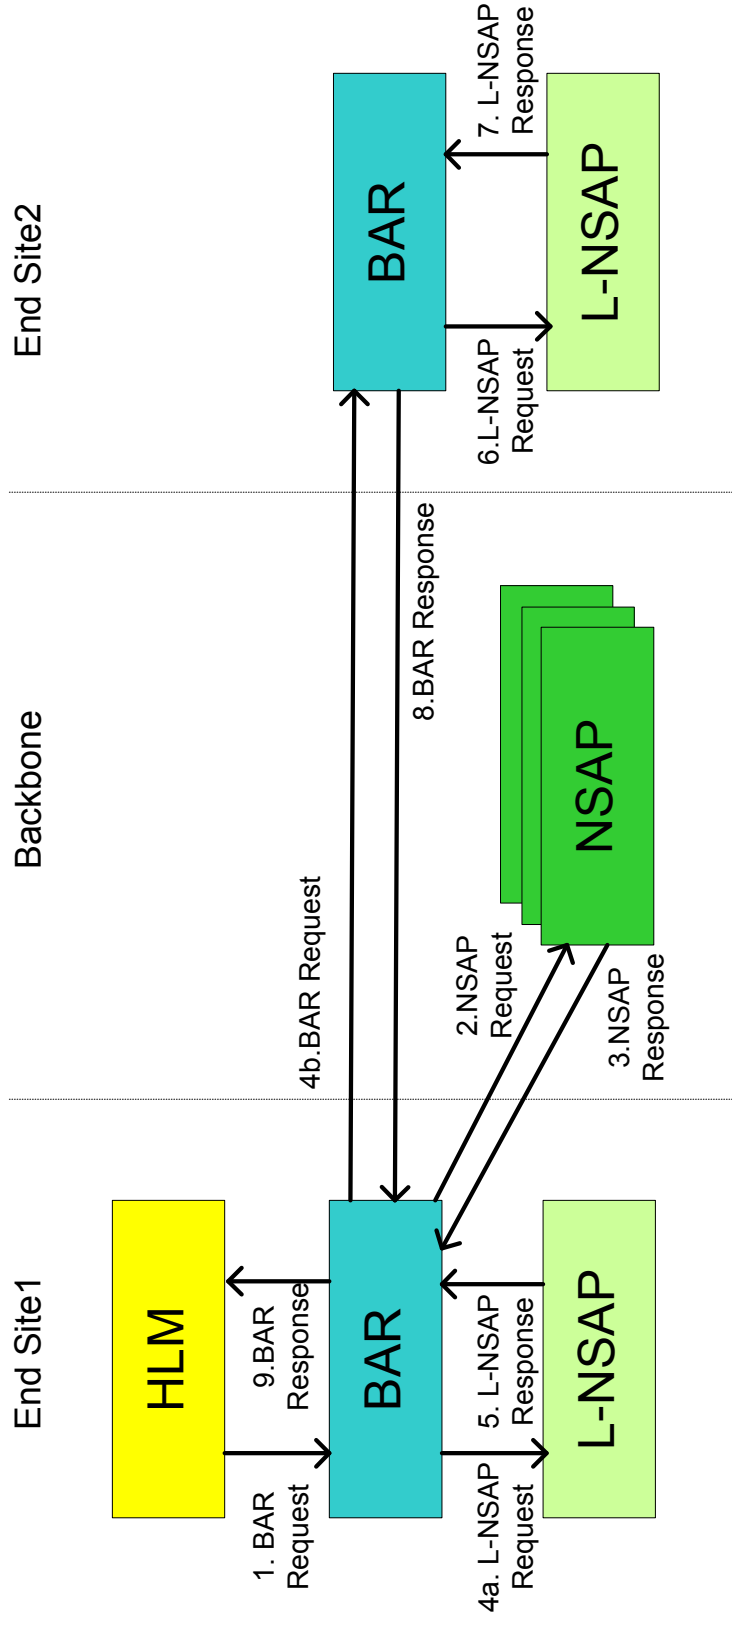 End Site1
Backbone
End Site2
HLM
1. BAR
Request
9.BAR
Response
4b.BAR Request
BAR
BAR
8.BAR Response
4a. L-NSAP
Request
5. L-NSAP
Response
2.NSAP
Request
6.L-NSAP
Request
7. L-NSAP
Response
L-NSAP
NSAP
3.NSAP
Response
L-NSAP